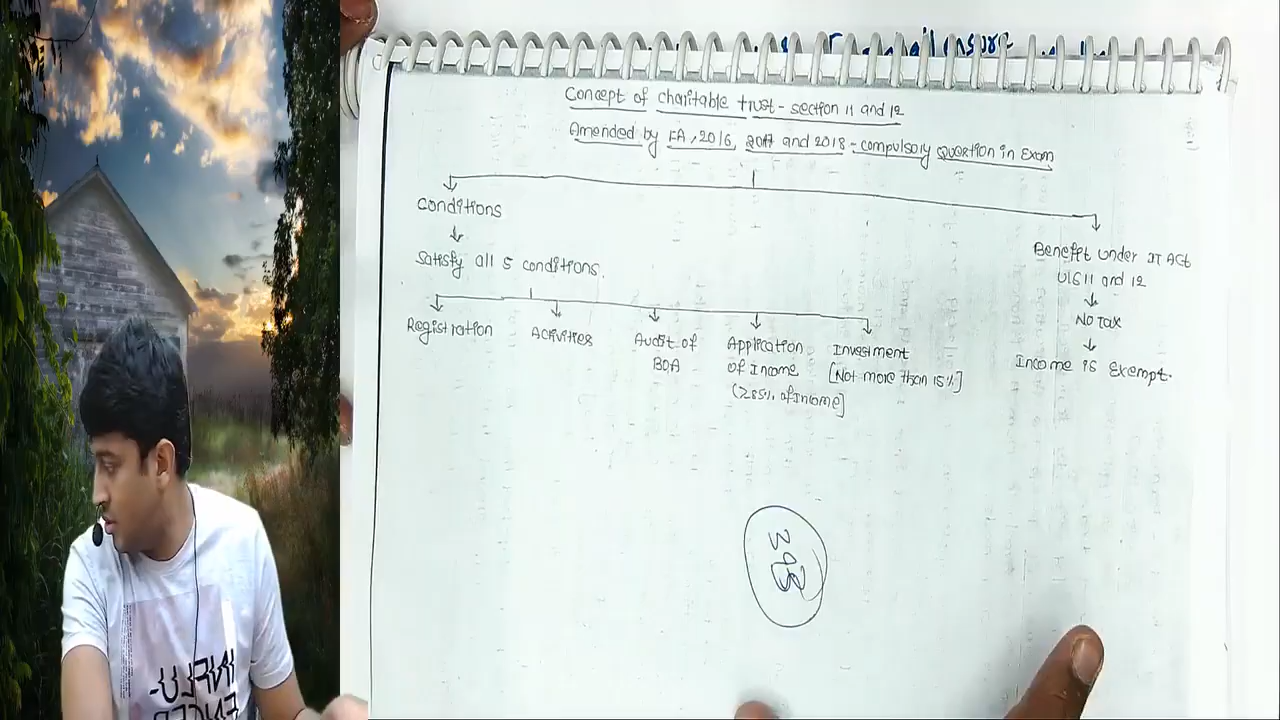 Concept of charitable trust - section 11 and 12
Amended by FA, 2016, 2017 and 2018 - compulsory Question in Exam
Conditions
Satisfy all 5 conditions.
Registration
Activities
Audit of
BOA
Application
of Income
(≥85% of Income]
Investment
[Not more than 15%]
Benefit under IT Act
U/S 11 and 12
No Tax
Income is Exempt.
393